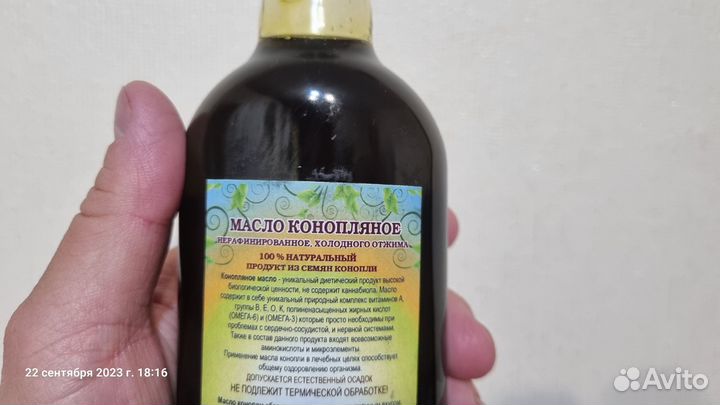 МАСЛО КОНОПЛЯНОЕ
НЕРАФИНИРОВАННОЕ, ХОЛОДНОГО ОТЖИМА
100 % НАТУРАЛЬНЫЙ
ПРОДУКТ ИЗ СЕМЯН КОНОПЛИ
Конопляное масло - уникальный диетический продукт высокой
биологической ценности, не содержит каннабиола. Масло
содержит в себе уникальный природный комплекс витаминов А,
группы В, Е, О, К, полиненасыщенных жирных кислот
(ОМЕГА-6) и (ОМЕГА-3) которые просто необходимы при
проблемах с сердечно-сосудистой, и нервной системами.
Также в состав данного продукта входят всевозможные
аминокислоты и микроэлементы.
Применение масла конопли в лечебных целях способствует
общему оздоровлению организма.
ДОПУСКАЕТСЯ ЕСТЕСТВЕННЫЙ ОСАДОК
НЕ ПОДЛЕЖИТ ТЕРМИЧЕСКОЙ ОБРАБОТКЕ!
Масло конопли
22 сентября 2023 г. 18:16
Avito